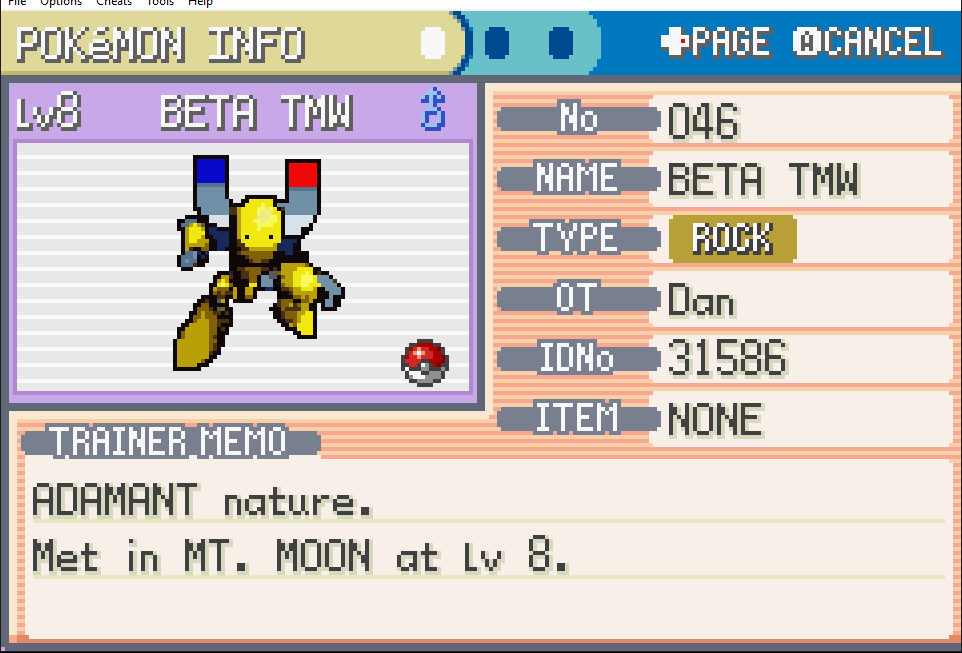 File Options Cheats Tools Help
POKéMON INFO PAGE ACANCEL
Lv8 BETA TMW ♂
No 046
NAME BETA TMW
TYPE ROCK
OT Dan
IDNo 31586
ITEM NONE
TRAINER MEMO
ADAMANT nature.
Met in MT. MOON at Lv 8.